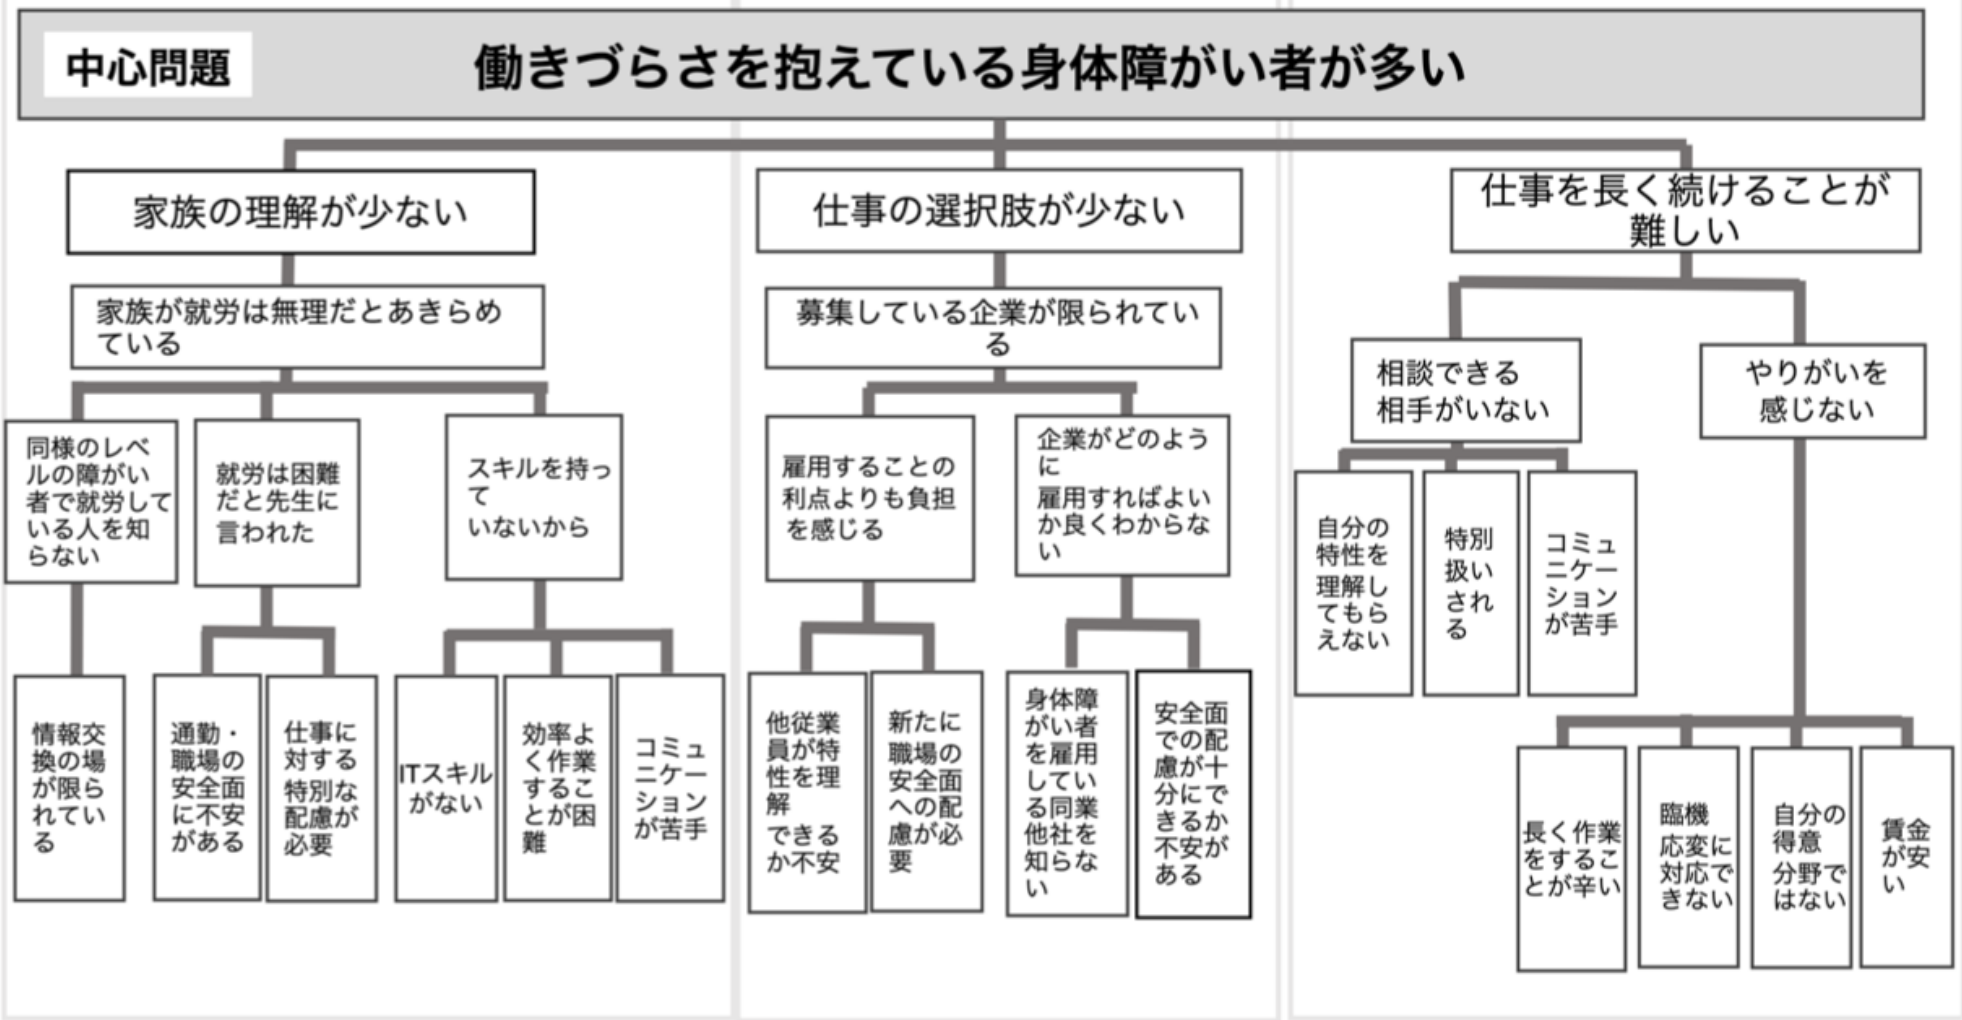 中心問題
働きづらさを抱えている身体障がい者が多い
家族の理解が少ない
仕事の選択肢が少ない
仕事を長く続けることが
難しい
家族が就労は無理だとあきらめ
ている
募集している企業が限られてい
る
相談できる
相手がいない
やりがいを
感じない
同様のレベ
ルの障がい
者で就労して
いる人を知
らない
就労は困難
だと先生に
言われた
スキルを持っ
て
いないから
雇用することの
利点よりも負担
を感じる
企業がどのよう
に
雇用すればよい
か良くわからな
い
自分の
特性を
理解し
てもら
えない
特別
扱い
され
る
コミュ
ニケー
ション
が苦手
情報交
換の場
が限ら
れてい
る
通勤・
職場の
安全面
に不安
がある
仕事に
対する
特別な
配慮が
必要
ITスキル
がない
効率よ
く作業
するこ
とが困
難
コミュ
ニケー
ション
が苦手
他従業
員が特
性を理
解
できる
か不安
新たに
職場の
安全面
への配
慮が必
要
身体障
がい者
を雇用
してい
る同業
他社を
知らな
い
安全面
での配
慮が十
分にで
きるか
不安が
ある
長く作業
をするこ
とが辛い
臨機
応変に
対応で
きない
自分の
得意
分野で
はない
賃金
が安
い